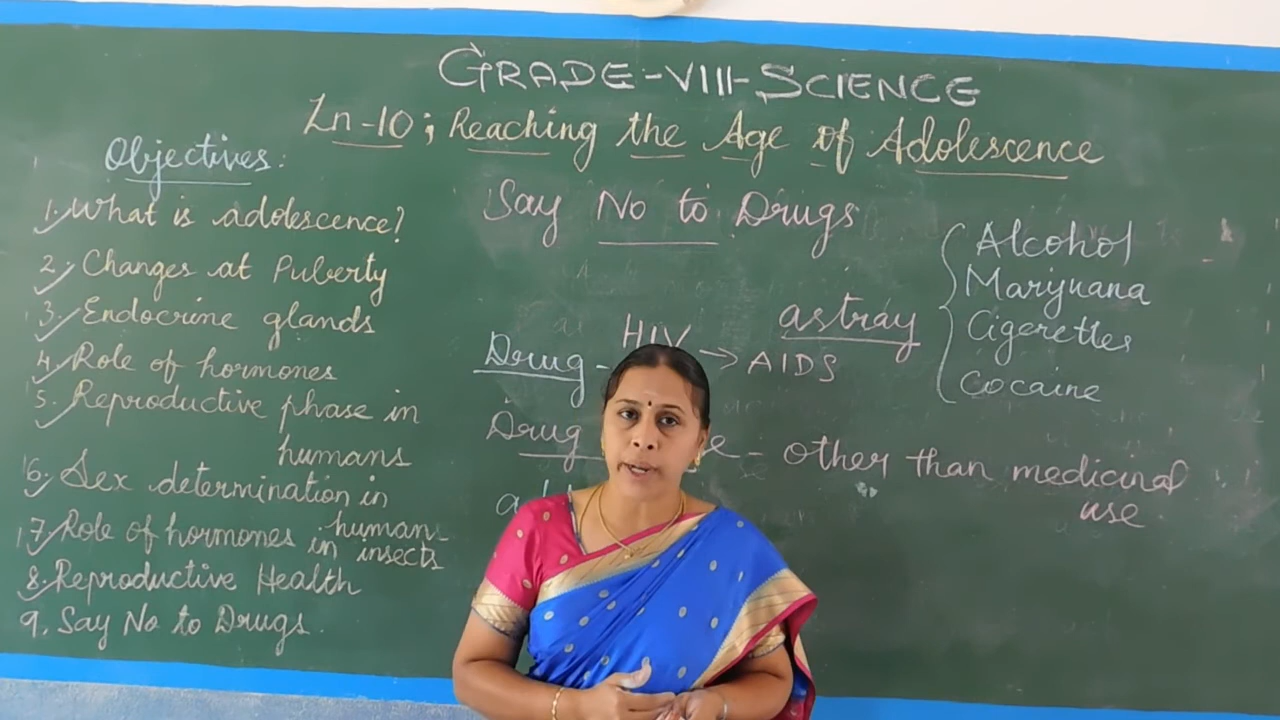 GRADE-VIII-SCIENCE
Ln-10; Reaching the Age of Adolescence
Objectives:
1. What is adolescence?
2. Changes at Puberty
3. Endocrine glands
4. Role of hormones
5. Reproductive phase in
humans
6. Sex determination in
human
7. Role of hormones in insects
8. Reproductive Health
9. Say No to Drugs.
Say No to Drugs
HIV → AIDS
astray
Drug -
Drug - other than medicinal
use.
Alcohol
Marijuana
Cigerettes
Cocaine